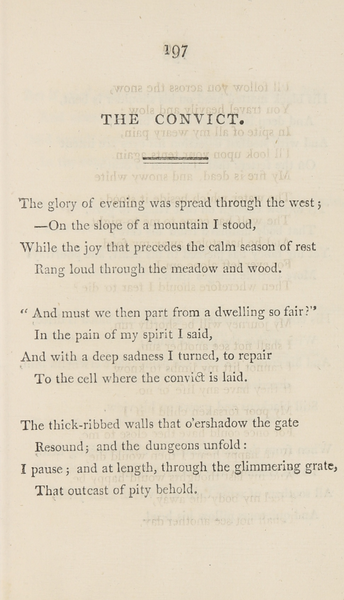 197
THE CONVICT.
The glory of evening was spread through the west;
—On the slope of a mountain I stood,
While the joy that precedes the calm season of rest
Rang loud through the meadow and wood.
“ And must we then part from a dwelling so fair?”
In the pain of my spirit I said,
And with a deep sadness I turned, to repair
To the cell where the convict is laid.
The thick-ribbed walls that o'ershadow the gate
Resound; and the dungeons unfold:
I pause; and at length, through the glimmering grate,
That outcast of pity behold.